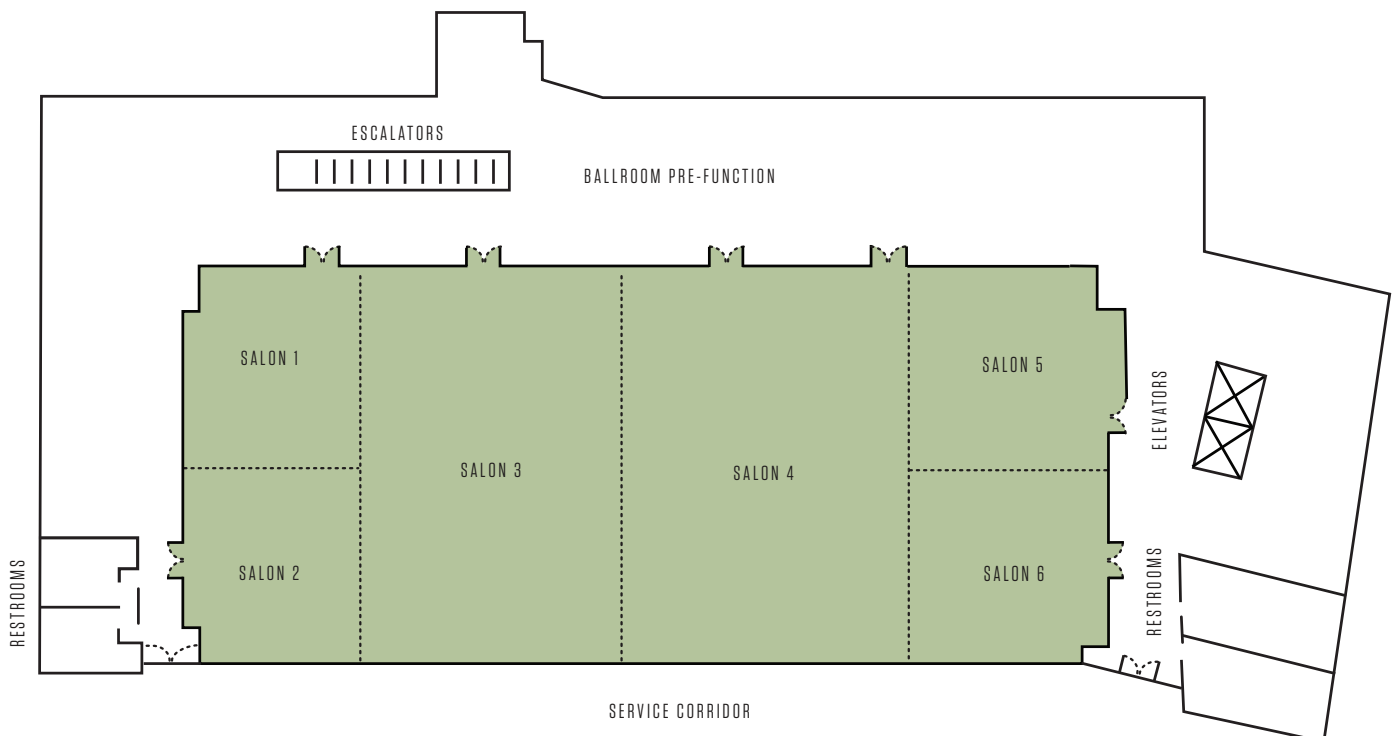 ESCALATORS
BALLROOM PRE-FUNCTION
SALON 1
SALON 5
ELEVATORS
SALON 3
SALON 4
SALON 2
SALON 6
RESTROOMS
RESTROOMS
SERVICE CORRIDOR